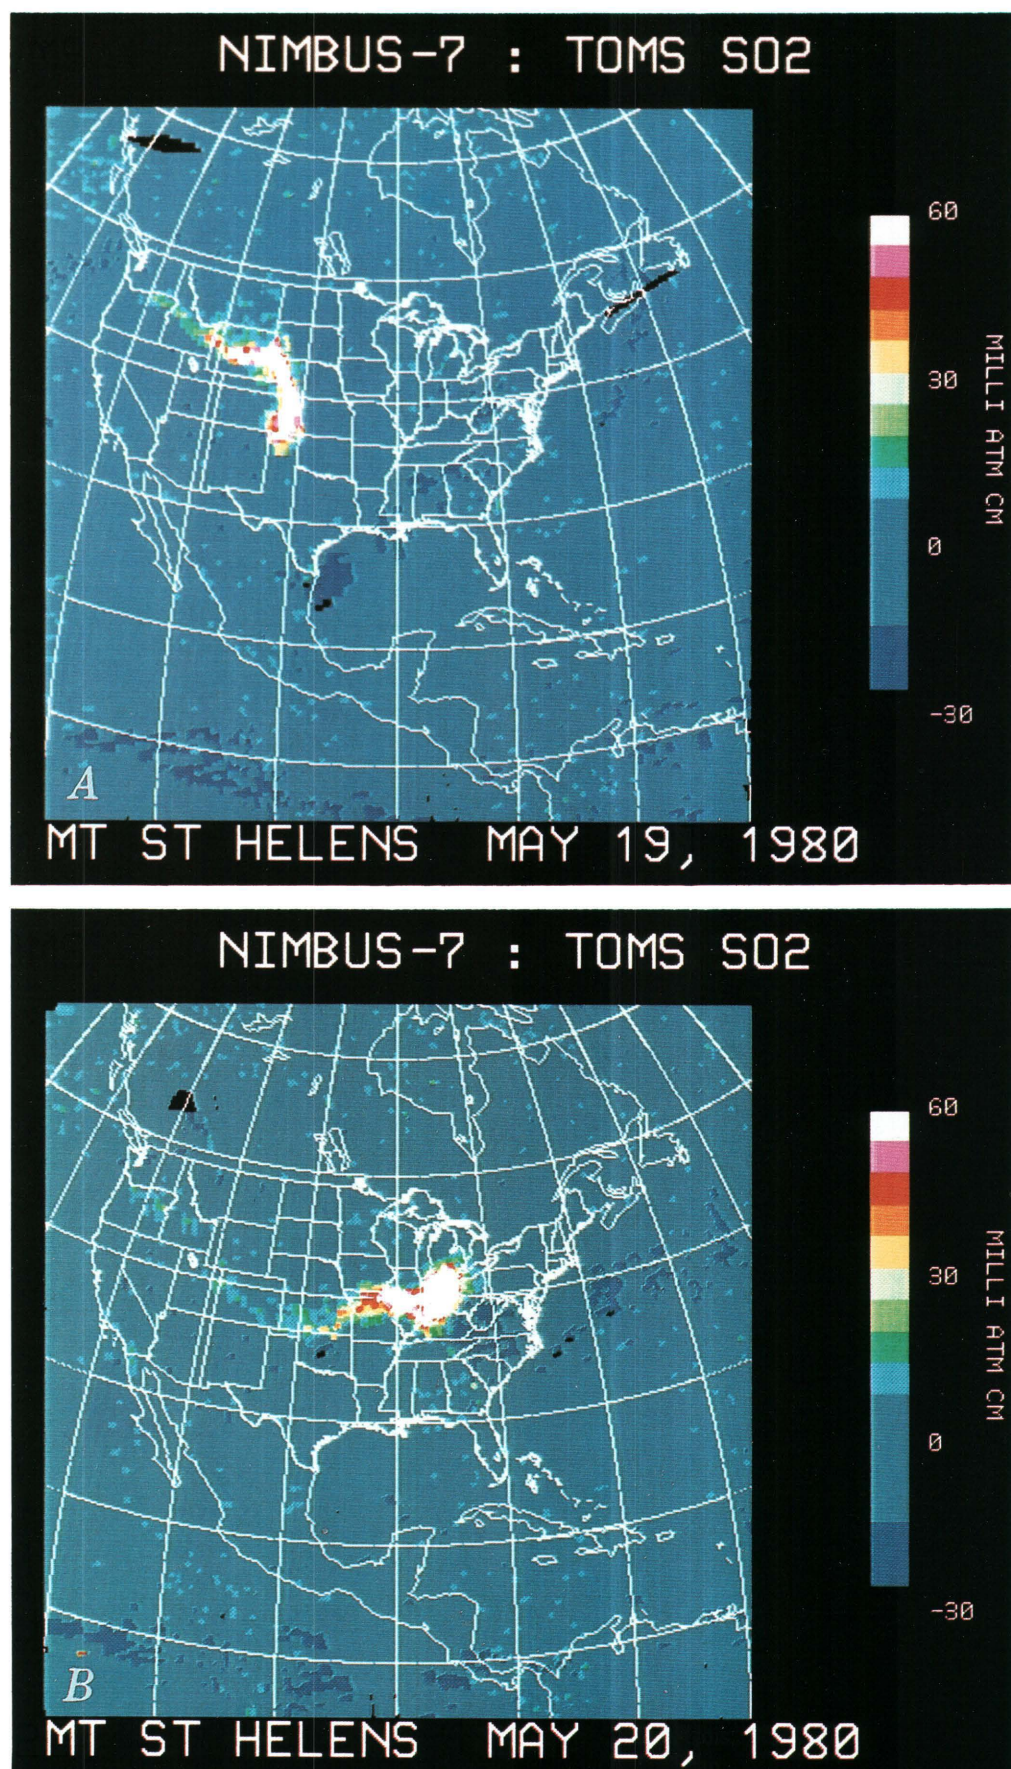 NIMBUS-7 : TOMS SO2
60
30
0
-30
MILLI ATM CM
A
MT ST HELENS MAY 19, 1980
NIMBUS-7 : TOMS SO2
60
30
0
-30
MILLI ATM CM
B
MT ST HELENS MAY 20, 1980